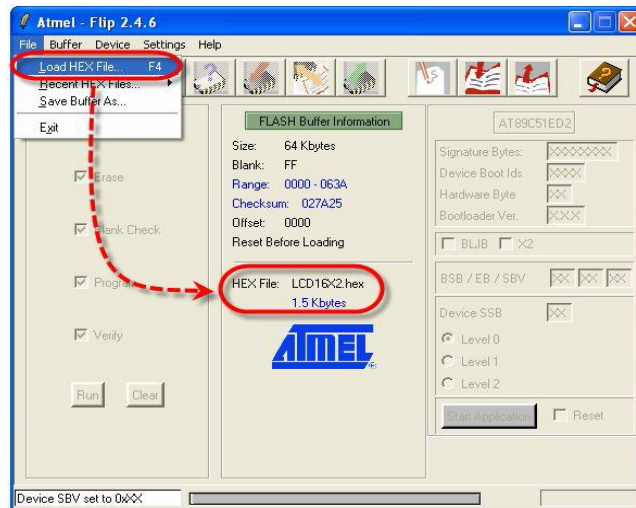 Atmel - Flip 2.4.6
File Buffer Device Settings Help
Load HEX File... F4
Recent HEX Files...
Save Buffer As...
Exit
Erase
Blank Check
Program
Verify
Run Clear
FLASH Buffer Information
Size: 64 Kbytes
Blank: FF
Range: 0000 - 063A
Checksum: 027A25
Offset: 0000
Reset Before Loading
HEX File: LCD16X2.hex
1.5 Kbytes
ATMEL
AT89C51ED2
Signature Bytes: XXXXXXXX
Device Boot Ids XXXX
Hardware Byte XX
Bootloader Ver. XXX
BLJB X2
BSB / EB / SBV XX XX XX
Device SSB XX
Level 0
Level 1
Level 2
Start Application Reset
Device SBV set to 0xXX